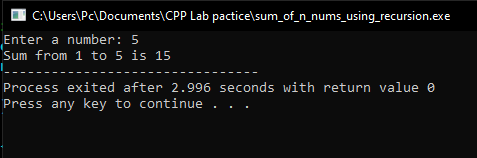 C:\Users\Pc\Documents\CPP Lab pactice\sum_of_n_nums_using_recursion.exe
Enter a number: 5
Sum from 1 to 5 is 15
--------------------------------
Process exited after 2.996 seconds with return value 0
Press any key to continue . . .